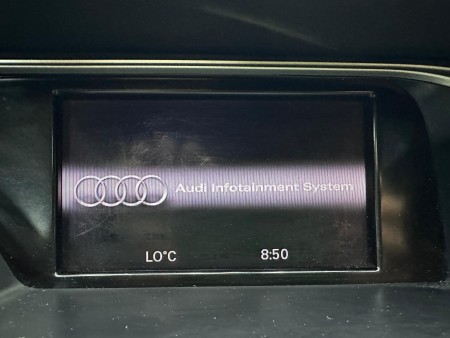 Audi Infotainment System
LO°C 8:50